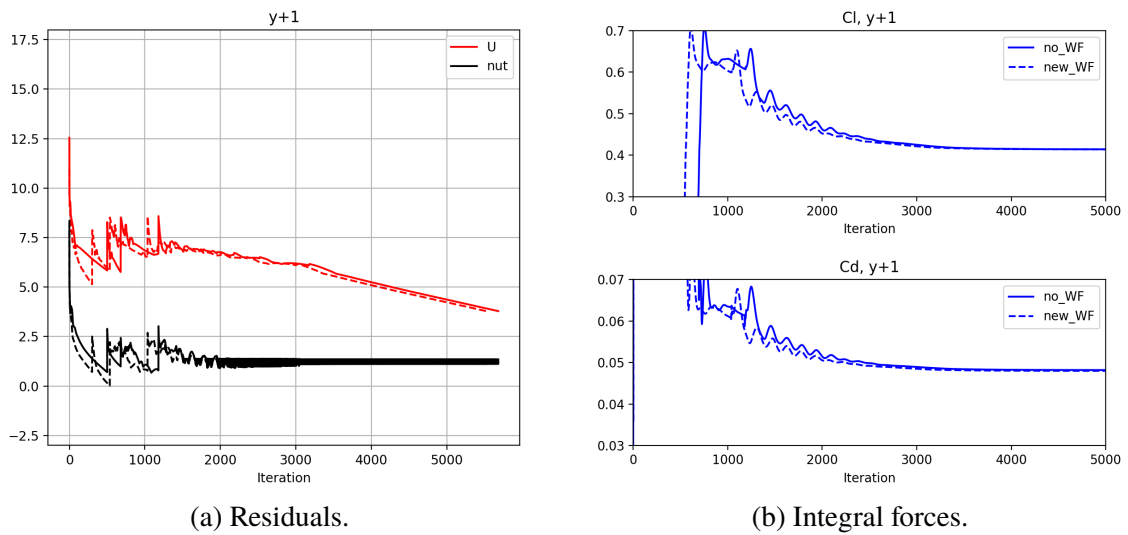 y+1
17.5
15.0
12.5
10.0
7.5
5.0
2.5
0.0
−2.5
0
1000
2000
3000
4000
5000
Iteration
U
nut
(a) Residuals.
Cl, y+1
0.7
0.6
0.5
0.4
0.3
0
1000
2000
3000
4000
5000
Iteration
no_WF
new_WF
Cd, y+1
0.07
0.06
0.05
0.04
0.03
0
1000
2000
3000
4000
5000
Iteration
no_WF
new_WF
(b) Integral forces.